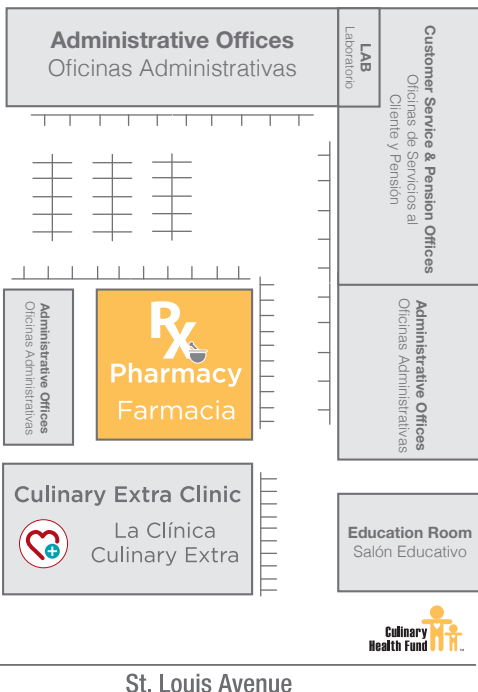 Administrative Offices
Oficinas Administrativas
LAB
Laboratorio
Customer Service & Pension Offices
Oficinas de Servicios al
Cliente y Pensión
Administrative Offices
Oficinas Administrativas
Rx
Pharmacy
Farmacia
Administrative Offices
Oficinas Administrativas
Culinary Extra Clinic
La Clínica
Culinary Extra
Education Room
Salón Educativo
Culinary
Health Fund
St. Louis Avenue